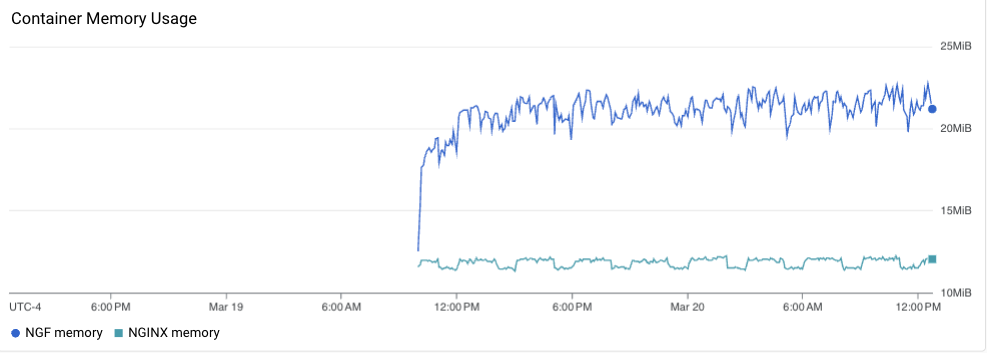 Container Memory Usage
25MiB
20MiB
15MiB
10MiB
UTC-4 6:00 PM Mar 19 6:00 AM 12:00 PM 6:00 PM Mar 20 6:00 AM 12:00 PM
NGF memory NGINX memory